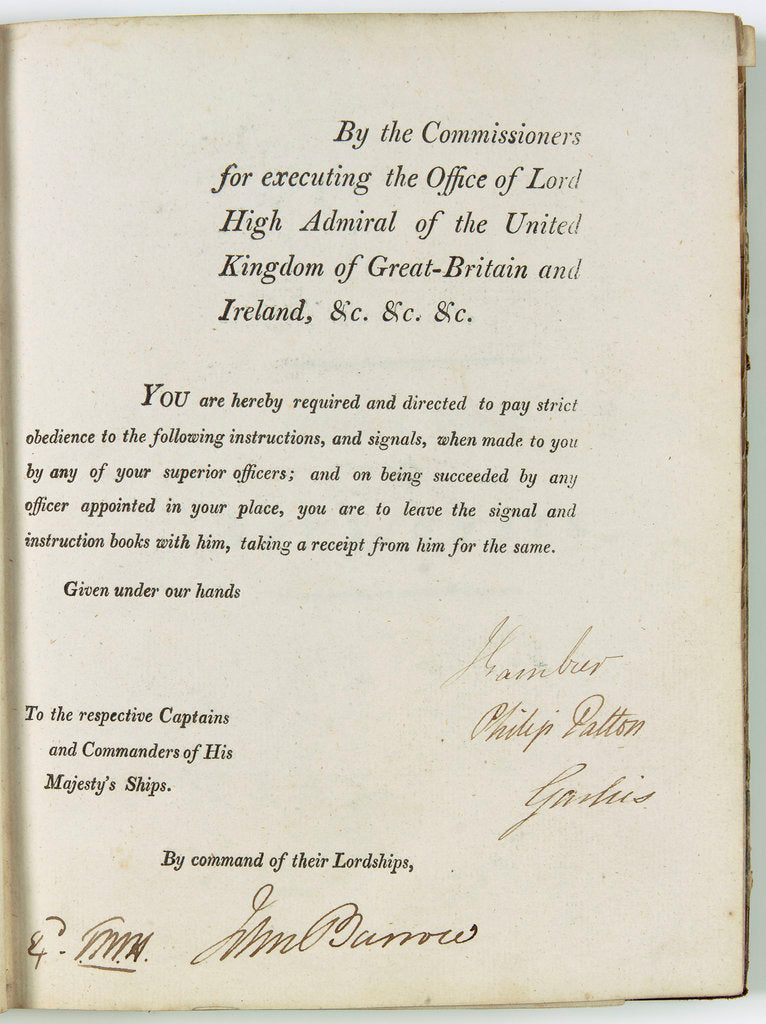 By the Commissioners
for executing the Office of Lord
High Admiral of the United
Kingdom of Great-Britain and
Ireland, &c. &c. &c.
YOU are hereby required and directed to pay strict
obedience to the following instructions, and signals, when made to you
by any of your superior officers; and on being succeeded by any
officer appointed in your place, you are to leave the signal and
instruction books with him, taking a receipt from him for the same.
Given under our hands
Philip Patton
Garlies
To the respective Captains
and Commanders of His
Majesty's Ships.
By command of their Lordships,
John Barrow